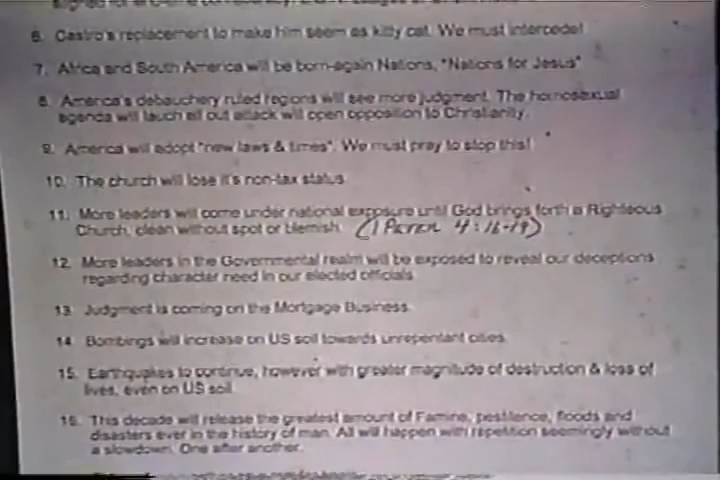 6. Castro's replacement to make him seem as kitty cat. We must intercede!
7. Africa and South America will be born-again Nations, "Nations for Jesus"
8. America's debauchery ruled regions will see more judgment. The homosexual
agenda will lauch all out attack will open opposition to Christianity.
9. America will adopt "new laws & times". We must pray to stop this!
10. The church will lose it's non-tax status.
11. More leaders will come under national exposure until God brings forth a Righteous
Church, clean without spot or blemish. (1 Peter 4:16-19)
12. More leaders in the Governmental realm will be exposed to reveal our deceptions
regarding character need in our elected officials.
13. Judgment is coming on the Mortgage Business.
14. Bombings will increase on US soil towards unrepentant cities.
15. Earthquakes to continue, however with greater magnitude of destruction & loss of
lives, even on US soil.
16. This decade will release the greatest amount of Famine, pestilence, floods and
disasters ever in the history of man. All will happen with repetition seemingly without
a slowdown. One after another.